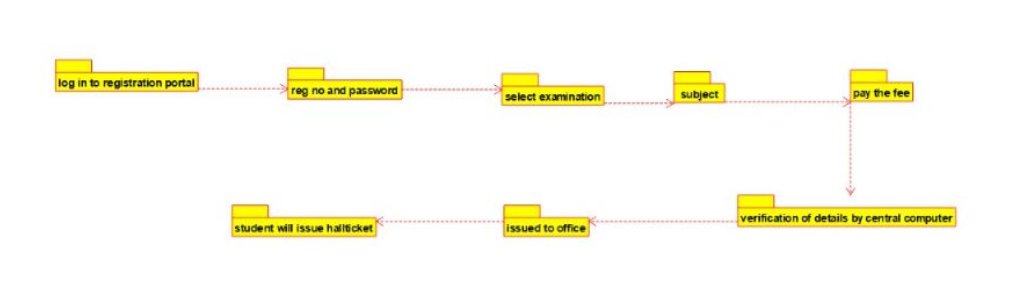 log in to registration portal
reg no and password
select examination
subject
pay the fee
verification of details by central computer
issued to office
student will issue hallticket